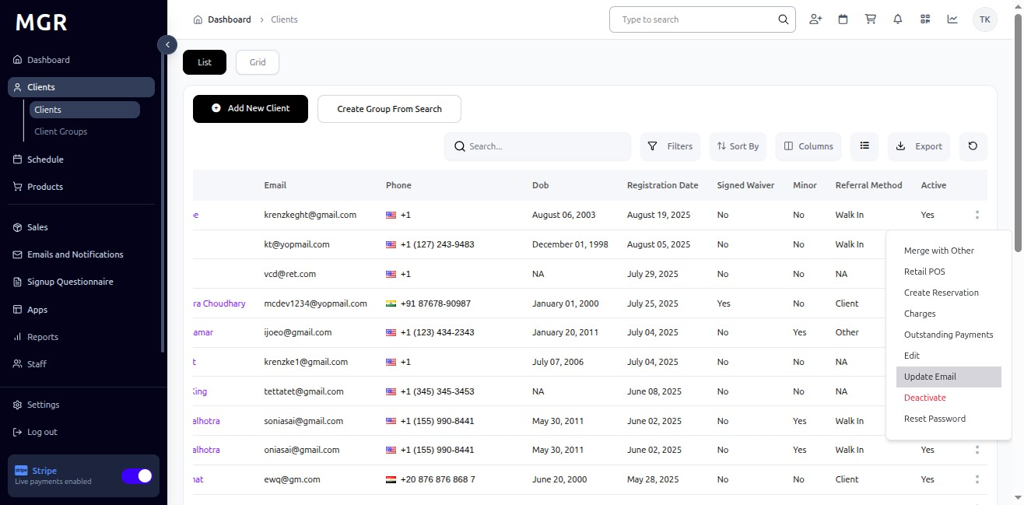 MGR
Dashboard
Clients
Clients
Client Groups
Schedule
Products
Sales
Emails and Notifications
Signup Questionnaire
Apps
Reports
Staff
Settings
Log out
Stripe
Live payments enabled
Dashboard > Clients
Type to search
TK
List Grid
Add New Client Create Group From Search
Search... Filters Sort By Columns Export
Email Phone Dob Registration Date Signed Waiver Minor Referral Method Active
krenzkeght@gmail.com +1 August 06, 2003 August 19, 2025 No No Walk In Yes
kt@yopmail.com +1 (127) 243-9483 December 01, 1998 August 05, 2025 No No Walk In
vcd@ret.com +1 NA July 29, 2025 No No NA
ra Choudhary mcdev1234@yopmail.com +91 87678-90987 January 01, 2000 July 25, 2025 Yes No Client
amar ijoeo@gmail.com +1 (123) 434-2343 January 20, 2011 July 04, 2025 No Yes Other
krenzke1@gmail.com +1 July 07, 2006 July 04, 2025 No No NA
King tettatet@gmail.com +1 (345) 345-3453 NA June 08, 2025 No No NA
alhotra soniasai@gmail.com +1 (155) 990-8441 May 30, 2011 June 02, 2025 No Yes Walk In
alhotra oniasai@gmail.com +1 (155) 990-8441 May 30, 2011 June 02, 2025 No Yes Walk In Yes
nat ewq@gm.com +20 876 876 868 7 June 20, 2000 May 28, 2025 No No Client Yes
Merge with Other
Retail POS
Create Reservation
Charges
Outstanding Payments
Edit
Update Email
Deactivate
Reset Password